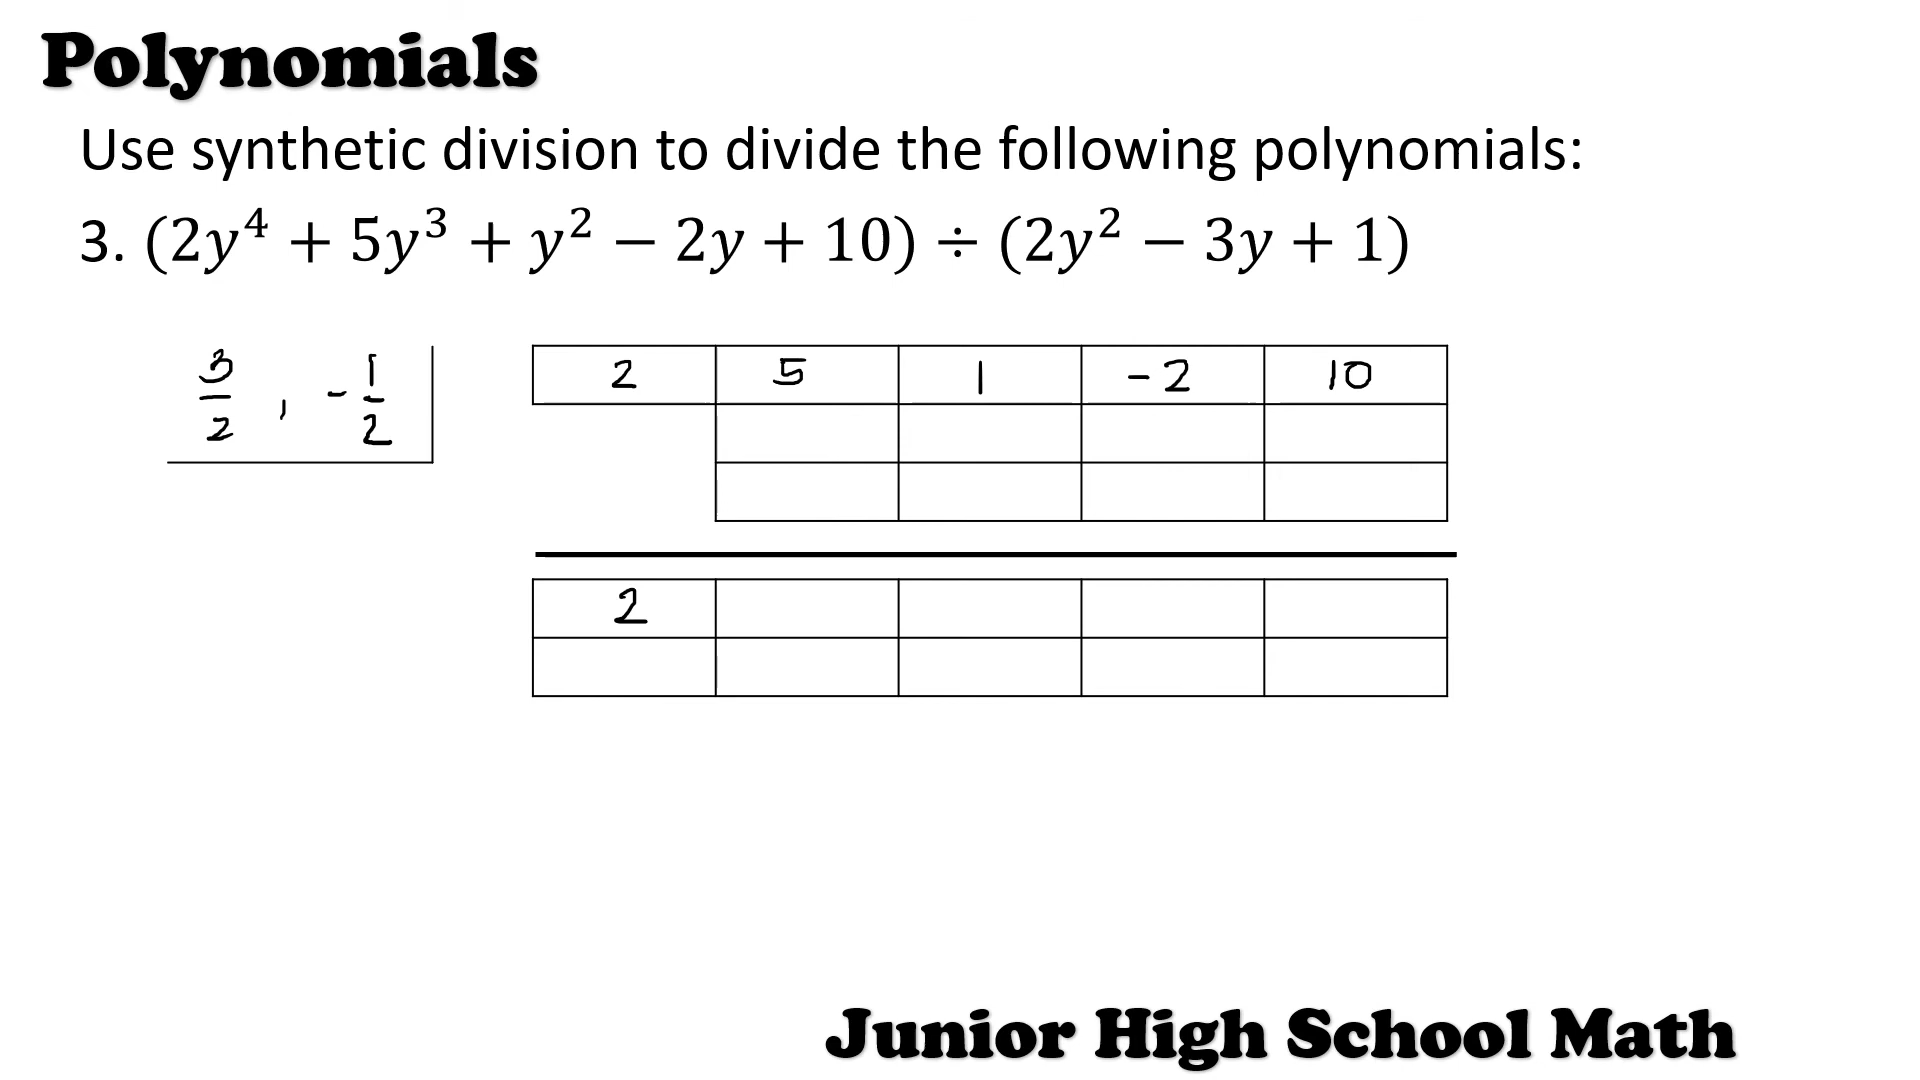 Polynomials
Use synthetic division to divide the following polynomials:
3. (2y⁴ + 5y³ + y² − 2y + 10) ÷ (2y² − 3y + 1)
3/2 , -1/2
2 5 1 -2 10
2
Junior High School Math